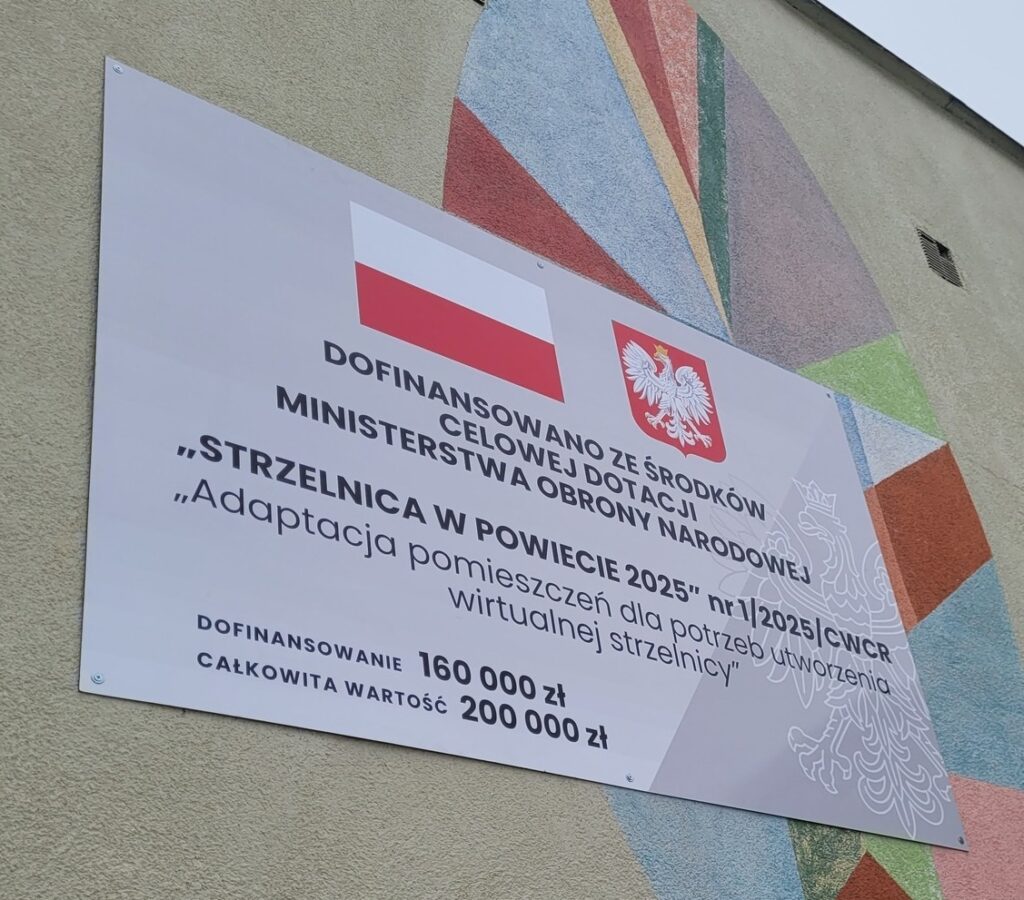 DOFINANSOWANO ZE ŚRODKÓW
CELOWEJ DOTACJI
MINISTERSTWA OBRONY NARODOWEJ
„STRZELNICA W POWIECIE 2025” nr 1/2025/CWCR
„Adaptacja pomieszczeń dla potrzeb utworzenia
wirtualnej strzelnicy”
DOFINANSOWANIE 160 000 zł
CAŁKOWITA WARTOŚĆ 200 000 zł